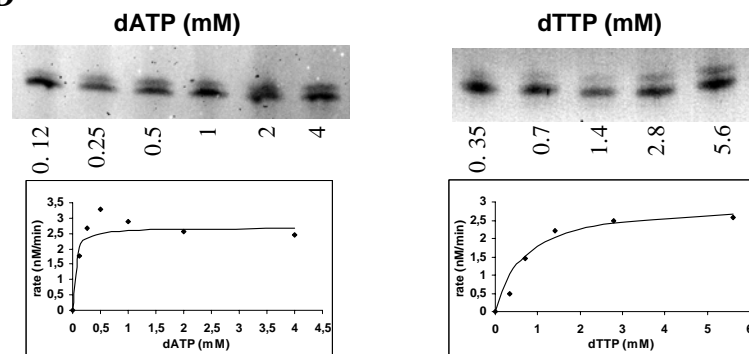 dATP (mM)
0. 12 0.25 0.5 1 2 4
3,5
3
2,5
2
1,5
1
0,5
0
rate (nM/min)
0 0,5 1 1,5 2 2,5 3 3,5 4 4,5
dATP (mM)
dTTP (mM)
0. 35 0.7 1.4 2.8 5.6
3
2,5
2
1,5
1
0,5
0
rate (nM/min)
0 1 2 3 4 5 6
dTTP (mM)